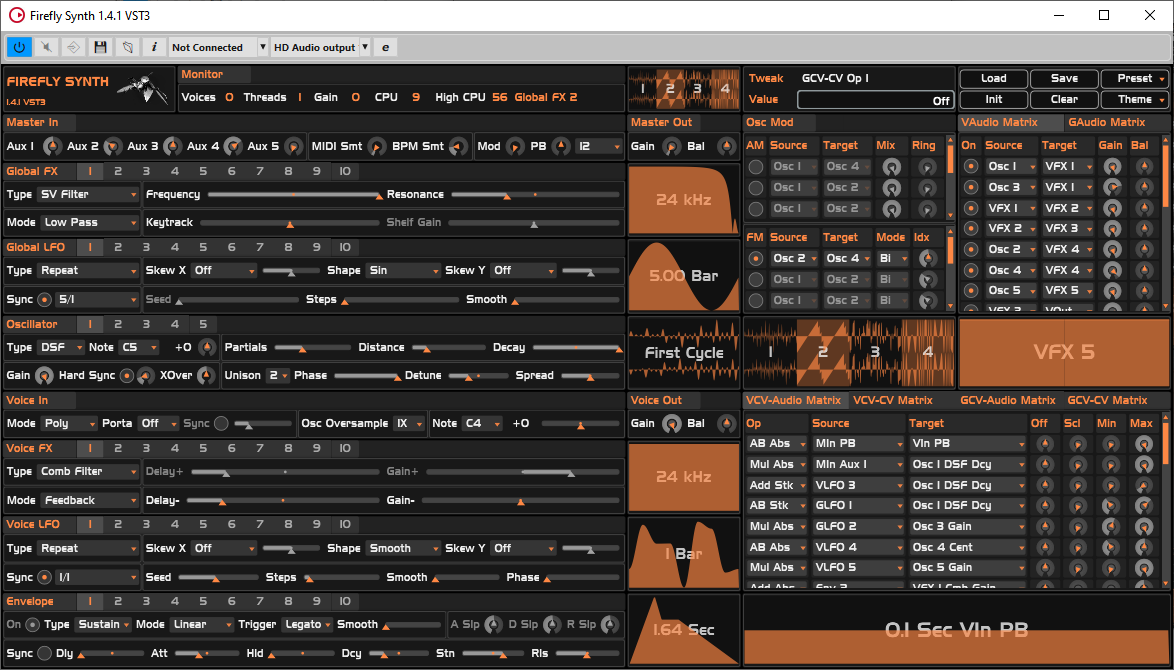 Firefly Synth 1.4.1 VST3
i Not Connected HD Audio output e
FIREFLY SYNTH
1.4.1 VST3
Monitor
Voices 0 Threads 1 Gain 0 CPU 9 High CPU 56 Global FX 2
1 2 3 4
Tweak GCV-CV Op 1
Value Off
Load Save Preset
Init Clear Theme
Master In
Aux 1 Aux 2 Aux 3 Aux 4 Aux 5 MIDI Smt BPM Smt Mod PB 12
Master Out
Gain Bal
Global FX 1 2 3 4 5 6 7 8 9 10
Type SV Filter Frequency Resonance
Mode Low Pass Keytrack Shelf Gain
24 kHz
Global LFO 1 2 3 4 5 6 7 8 9 10
Type Repeat Skew X Off Shape Sin Skew Y Off
Sync 5/1 Seed Steps Smooth
5.00 Bar
Osc Mod
AM Source Target Mix Ring
Osc 1 Osc 4
Osc 1 Osc 2
Osc 1 Osc 2
FM Source Target Mode Idx
Osc 2 Osc 4 Bi
Osc 1 Osc 2 Bi
Osc 1 Osc 2 Bi
VAudio Matrix GAudio Matrix
On Source Target Gain Bal
Osc 1 VFX 1
Osc 3 VFX 1
VFX 1 VFX 2
VFX 2 VFX 3
Osc 2 VFX 4
Osc 4 VFX 4
Osc 5 VFX 5
VFX 3 VOut
Oscillator 1 2 3 4 5
Type DSF Note C5 +0 Partials Distance Decay
Gain Hard Sync XOver Unison 2 Phase Detune Spread
First Cycle
1 2 3 4
VFX 5
Voice In
Mode Poly Porta Off Sync Osc Oversample 1X Note C4 +0
Voice Out
Gain Bal
Voice FX 1 2 3 4 5 6 7 8 9 10
Type Comb Filter Delay+ Gain+
Mode Feedback Delay- Gain-
24 kHz
Voice LFO 1 2 3 4 5 6 7 8 9 10
Type Repeat Skew X Off Shape Smooth Skew Y Off
Sync 1/1 Seed Steps Smooth Phase
1 Bar
VCV-Audio Matrix VCV-CV Matrix GCV-Audio Matrix GCV-CV Matrix
Op Source Target Off Scl Min Max
AB Abs MIn PB VIn PB
Mul Abs MIn Aux 1 Osc 1 DSF Dcy
Add Stk VLFO 3 Osc 1 DSF Dcy
AB Stk GLFO 1 Osc 1 DSF Dcy
Mul Abs GLFO 2 Osc 3 Gain
AB Abs VLFO 4 Osc 4 Cent
Mul Abs VLFO 5 Osc 5 Gain
Add Abs Env 2 VFX 1 Cmb Gain
Envelope 1 2 3 4 5 6 7 8 9 10
On Type Sustain Mode Linear Trigger Legato Smooth A Slp D Slp R Slp
Sync Dly Att Hld Dcy Stn Rls
1.64 Sec
0.1 Sec VIn PB